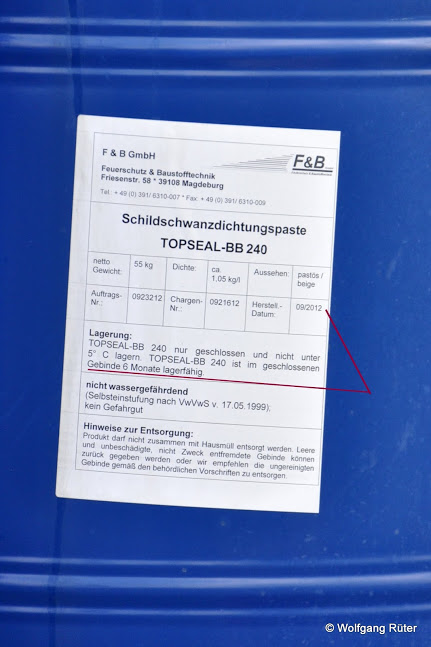 F & B GmbH
F&B
Feuerschutz & Baustofftechnik
Friesenstr. 58 * 39108 Magdeburg
Tel.: + 49 (0) 391/ 6310-007 * Fax: + 49 (0) 391/ 6310-009
Schildschwanzdichtungspaste
TOPSEAL-BB 240
netto Gewicht: 55 kg Dichte: ca. 1,05 kg/l Aussehen: pastös / beige
Auftrags-Nr.: 0923212 Chargen-Nr.: 0921612 Herstell.-Datum: 09/2012
Lagerung:
TOPSEAL-BB 240 nur geschlossen und nicht unter
5° C lagern. TOPSEAL-BB 240 ist im geschlossenen
Gebinde 6 Monate lagerfähig.
nicht wassergefährdend
(Selbsteinstufung nach VwVwS v. 17.05.1999);
kein Gefahrgut
Hinweise zur Entsorgung:
Produkt darf nicht zusammen mit Hausmüll entsorgt werden. Leere
und unbeschädigte, nicht Zweck entfremdete Gebinde können
zurück gegeben werden oder wir empfehlen die ungereinigten
Gebinde gemäß den behördlichen Vorschriften zu entsorgen.
© Wolfgang Rüter